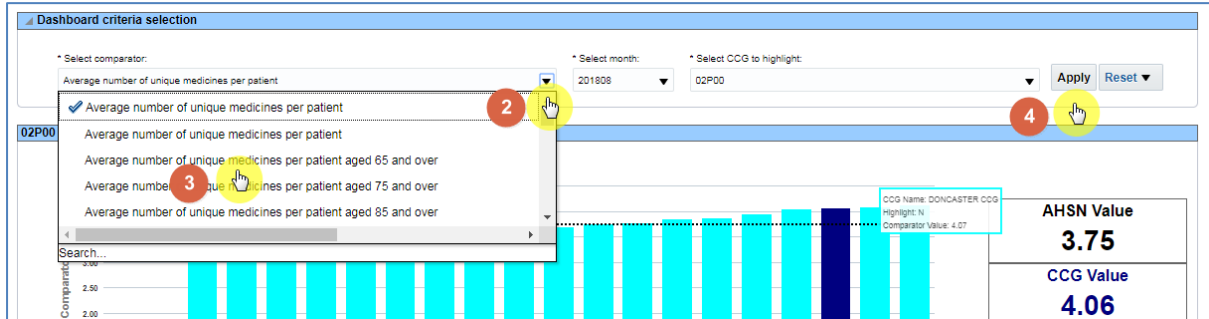 Dashboard criteria selection
* Select comparator:
* Select month:
* Select CCG to highlight:
Average number of unique medicines per patient
201808
02P00
Apply
Reset
Average number of unique medicines per patient
2
4
02P00
Average number of unique medicines per patient
Average number of unique medicines per patient aged 65 and over
3
Average number que medicines per patient aged 75 and over
Average number of unique medicines per patient aged 85 and over
Search...
CCG Name: DONCASTER CCG
Highlight: N
Comparator Value: 4.07
AHSN Value
3.75
CCG Value
4.06
Comparato
3.00
2.50
2.00